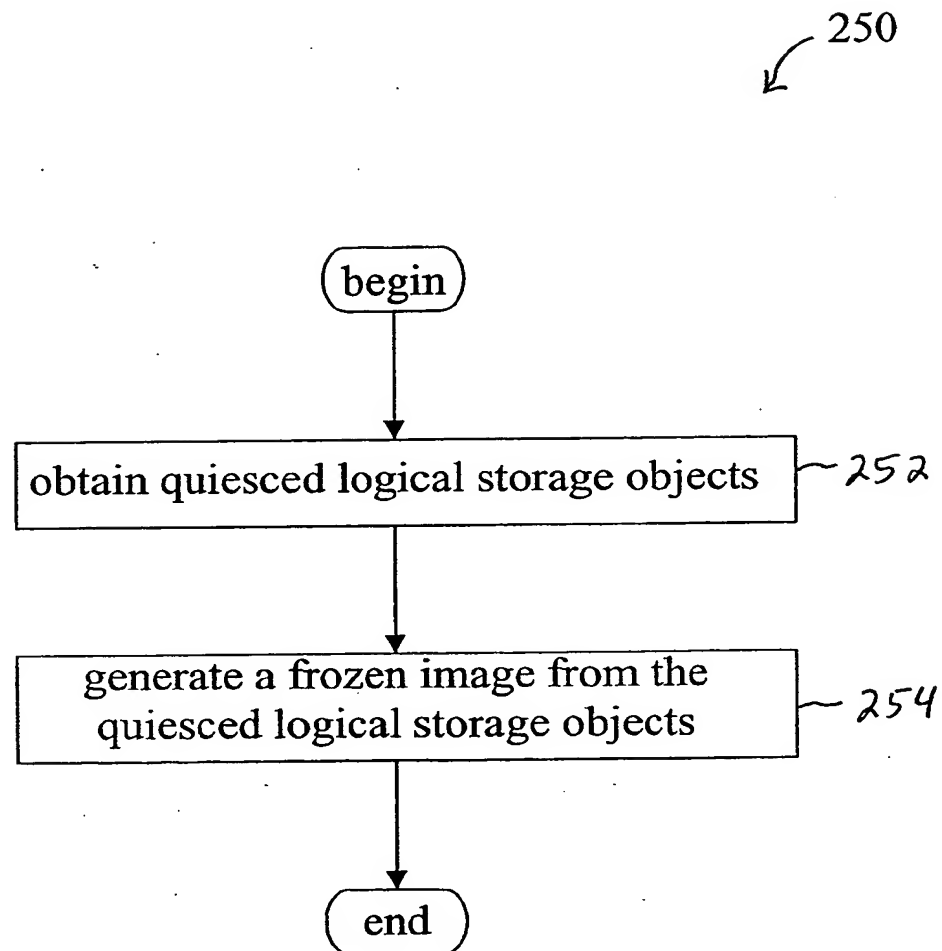 250
begin
obtain quiesced logical storage objects
252
generate a frozen image from the
quiesced logical storage objects
254
end